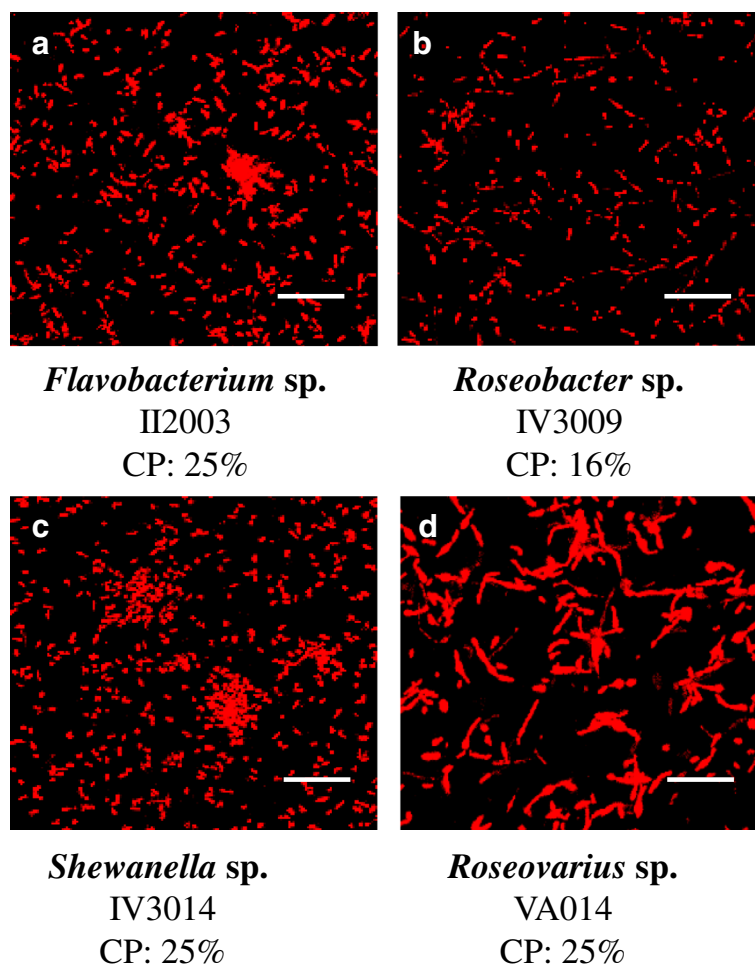 a
b
Flavobacterium sp.
II2003
CP: 25%
Roseobacter sp.
IV3009
CP: 16%
c
d
Shewanella sp.
IV3014
CP: 25%
Roseovarius sp.
VA014
CP: 25%